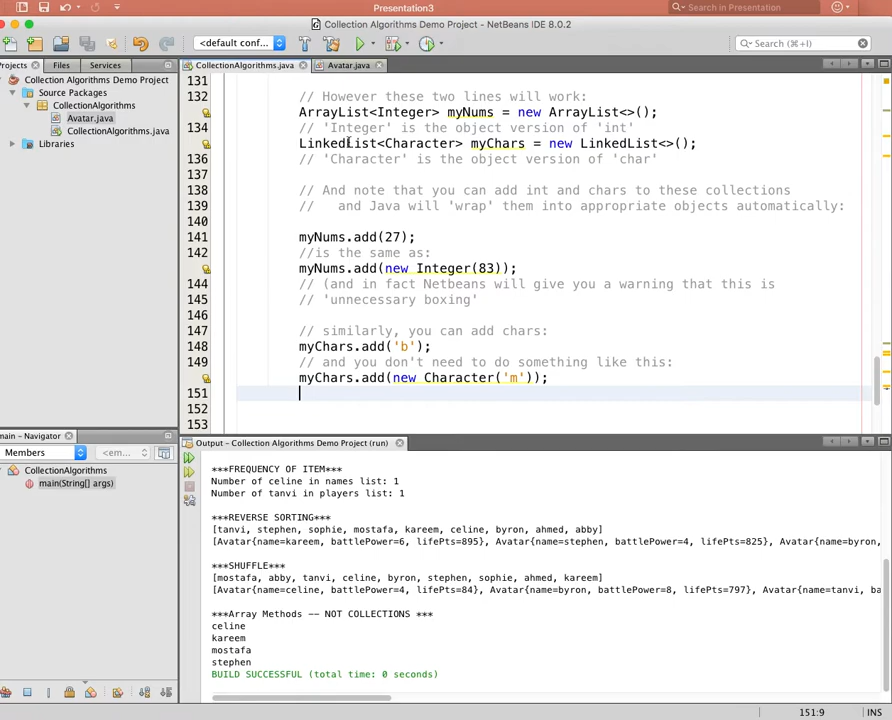 Presentation3
Search in Presentation
Collection Algorithms Demo Project - NetBeans IDE 8.0.2
<default conf...
Search (⌘+I)
Projects
Files
Services
CollectionAlgorithms.java
Avatar.java
Collection Algorithms Demo Project
Source Packages
CollectionAlgorithms
Avatar.java
CollectionAlgorithms.java
Libraries
131
132 // However these two lines will work:
ArrayList<Integer> myNums = new ArrayList<>();
134 // 'Integer' is the object version of 'int'
LinkedList<Character> myChars = new LinkedList<>();
136 // 'Character' is the object version of 'char'
137
138 // And note that you can add int and chars to these collections
139 //   and Java will 'wrap' them into appropriate objects automatically:
140
141 myNums.add(27);
142 //is the same as:
myNums.add(new Integer(83));
144 // (and in fact Netbeans will give you a warning that this is
145 // 'unnecessary boxing'
146
147 // similarly, you can add chars:
148 myChars.add('b');
149 // and you don't need to do something like this:
myChars.add(new Character('m'));
151
152
153
main - Navigator
Members
<em...
CollectionAlgorithms
main(String[] args)
Output - Collection Algorithms Demo Project (run)
***FREQUENCY OF ITEM***
Number of celine in names list: 1
Number of tanvi in players list: 1
***REVERSE SORTING***
[tanvi, stephen, sophie, mostafa, kareem, celine, byron, ahmed, abby]
[Avatar{name=kareem, battlePower=6, lifePts=895}, Avatar{name=stephen, battlePower=4, lifePts=825}, Avatar{name=byron,
***SHUFFLE***
[mostafa, abby, tanvi, celine, byron, stephen, sophie, ahmed, kareem]
[Avatar{name=celine, battlePower=4, lifePts=84}, Avatar{name=byron, battlePower=8, lifePts=797}, Avatar{name=tanvi, ba
***Array Methods -- NOT COLLECTIONS ***
celine
kareem
mostafa
stephen
BUILD SUCCESSFUL (total time: 0 seconds)
151:9
INS